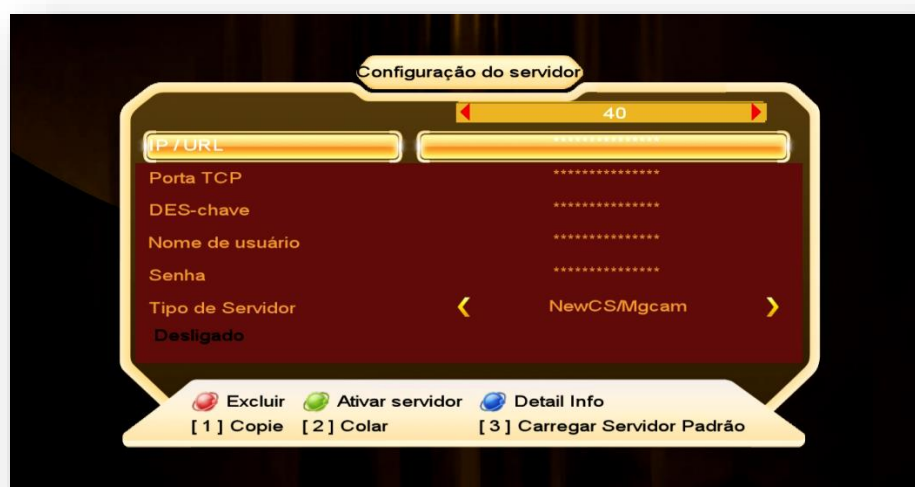 Configuração do servidor
40
IP / URL ***************
Porta TCP ***************
DES-chave ***************
Nome de usuário ***************
Senha ***************
Tipo de Servidor NewCS/Mgcam
Desligado
Excluir Ativar servidor Detail Info
[ 1 ] Copie [ 2 ] Colar [ 3 ] Carregar Servidor Padrão